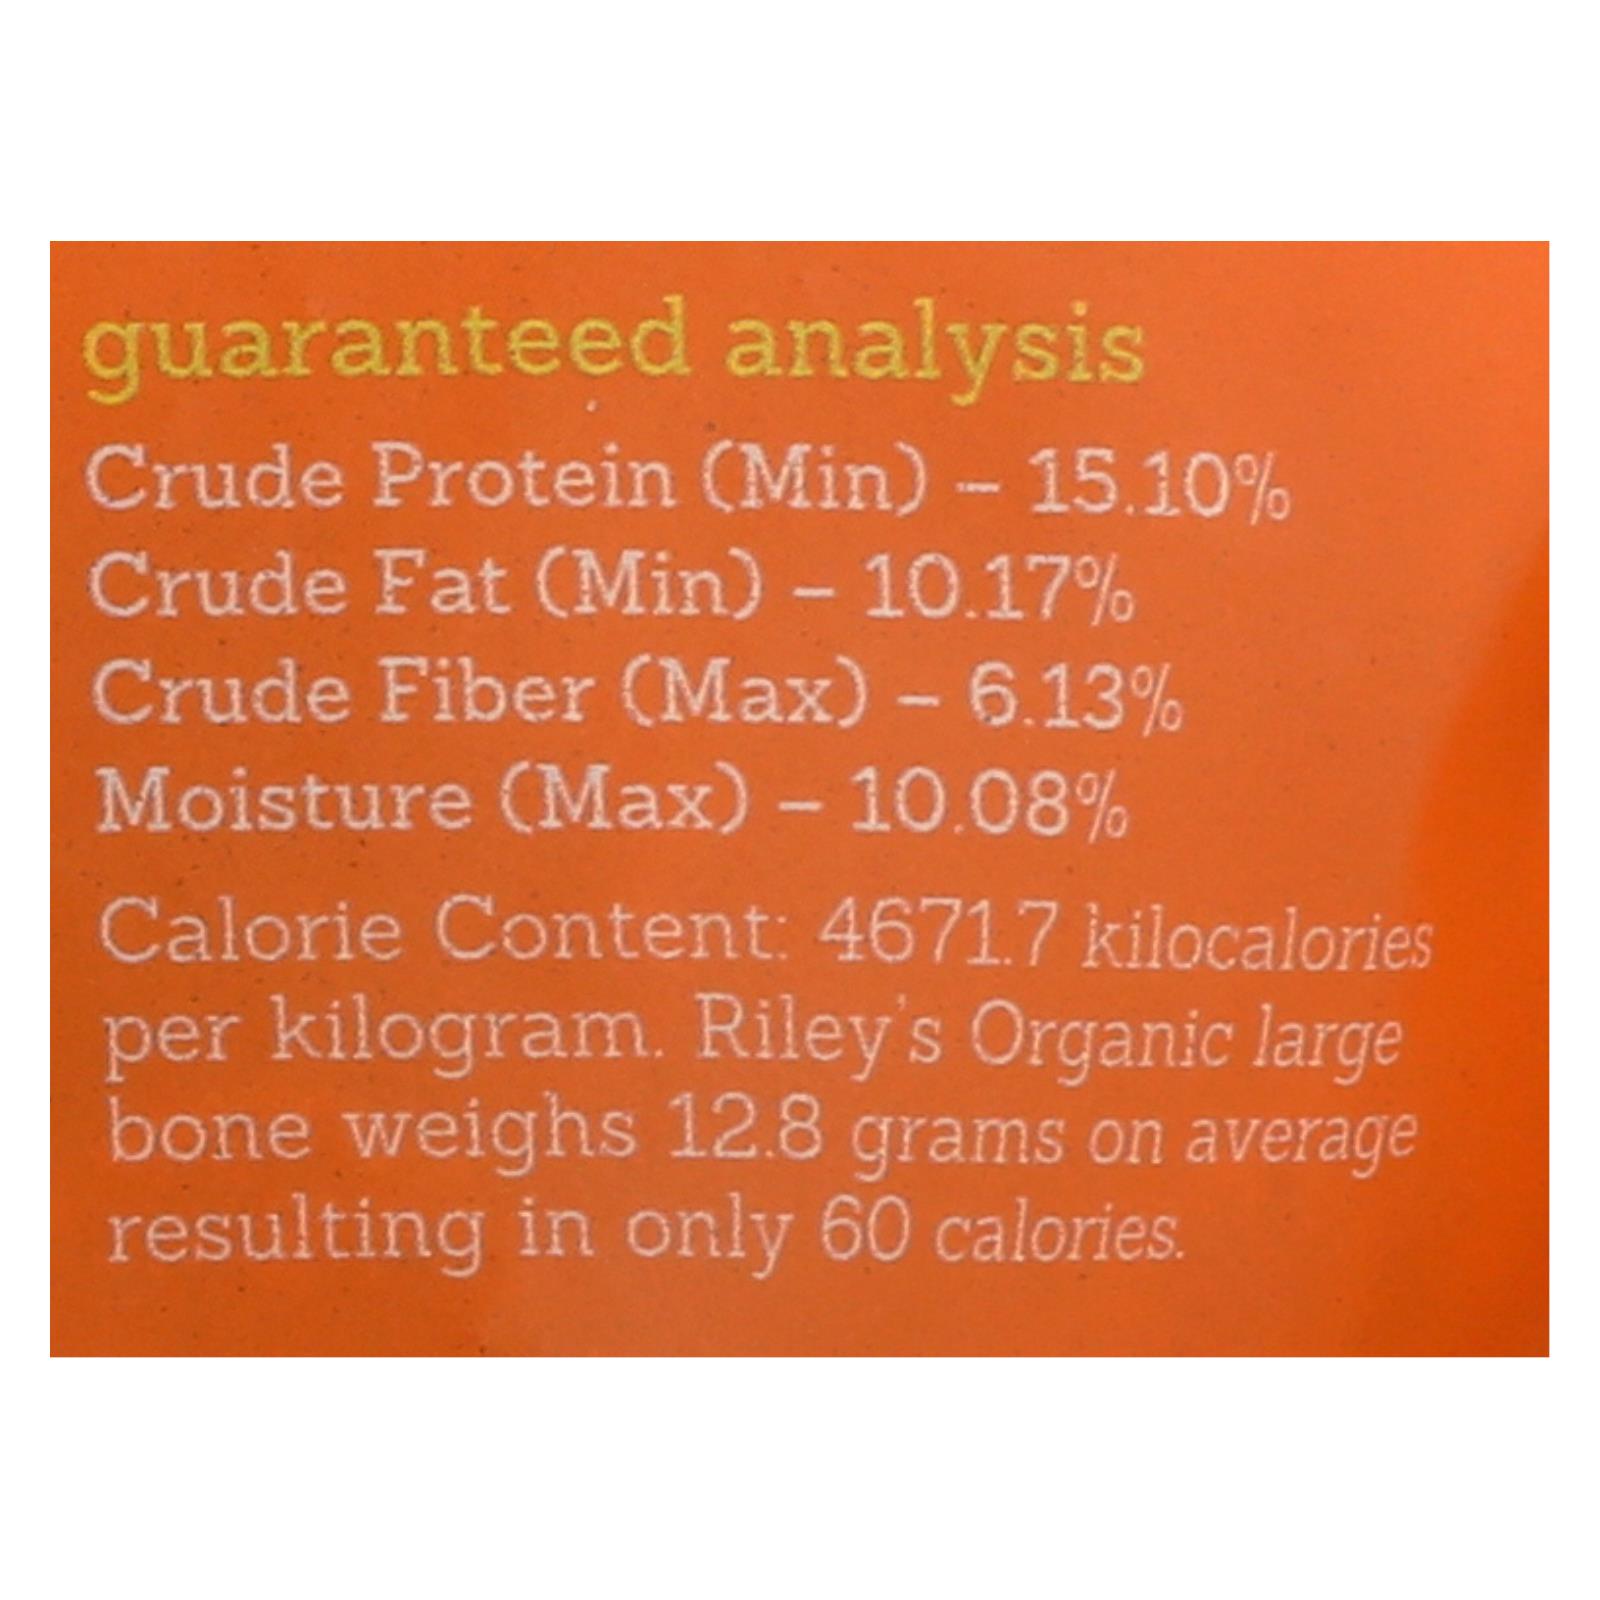 guaranteed analysis
Crude Protein (Min) – 15.10%
Crude Fat (Min) – 10.17%
Crude Fiber (Max) – 6.13%
Moisture (Max) – 10.08%
Calorie Content: 4671.7 kilocalories
per kilogram. Riley's Organic large
bone weighs 12.8 grams on average
resulting in only 60 calories.